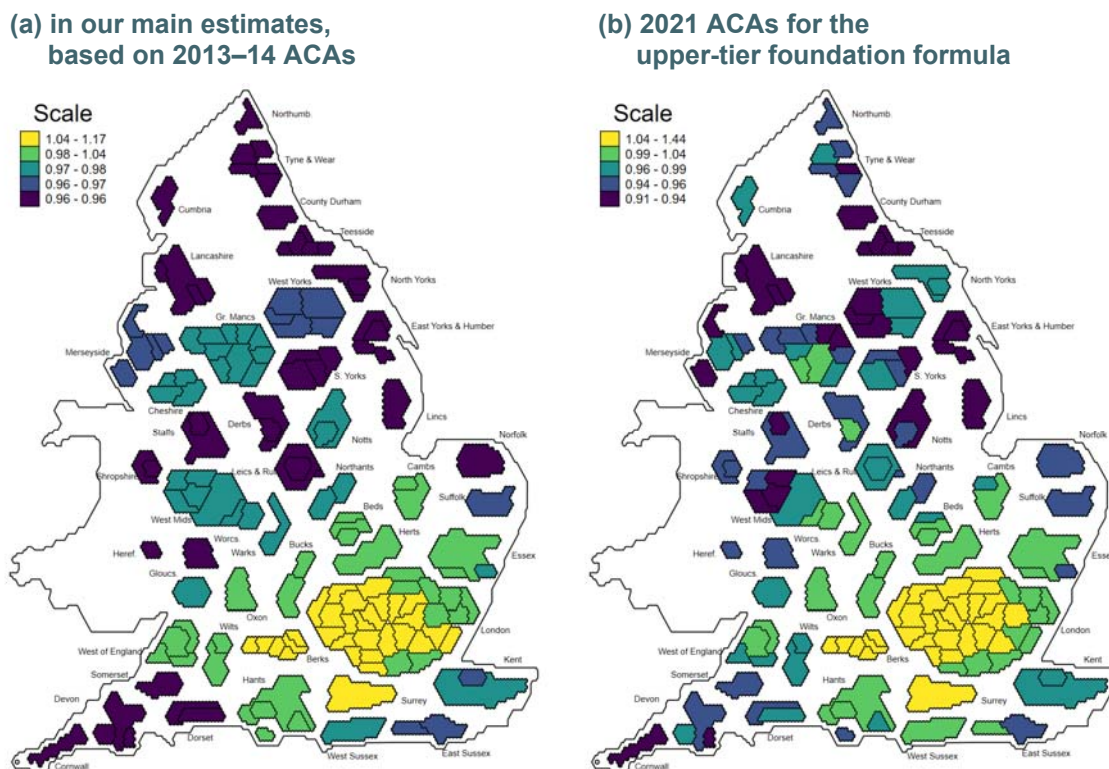 (a) in our main estimates,
based on 2013–14 ACAs
Scale
1.04 - 1.17
0.98 - 1.04
0.97 - 0.98
0.96 - 0.97
0.96 - 0.96
Northumb.
Tyne & Wear
Cumbria
County Durham
Teesside
Lancashire
North Yorks
West Yorks
Gr. Mancs
East Yorks & Humber
Merseyside
S. Yorks
Cheshire
Lincs
Staffs
Derbs
Notts
Norfolk
Shropshire
Leics & Rut
Northants
Cambs
Suffolk
West Mids
Beds
Worcs.
Herts
Heref.
Warks
Bucks
Essex
Gloucs.
Oxon
Wilts
London
West of England
Berks
Kent
Somerset
Hants
Devon
Surrey
Dorset
West Sussex
East Sussex
Cornwall
(b) 2021 ACAs for the
upper-tier foundation formula
Scale
1.04 - 1.44
0.99 - 1.04
0.96 - 0.99
0.94 - 0.96
0.91 - 0.94
Northumb.
Tyne & Wear
Cumbria
County Durham
Teesside
Lancashire
North Yorks
West Yorks
Gr. Mancs
East Yorks & Humber
Merseyside
S. Yorks
Cheshire
Lincs
Staffs
Derbs
Notts
Norfolk
Shropshire
Leics & Rut
Northants
Cambs
Suffolk
West Mids
Beds
Worcs.
Herts
Heref.
Warks
Bucks
Essex
Gloucs.
Oxon
Wilts
London
West of England
Berks
Kent
Somerset
Hants
Devon
Surrey
Dorset
West Sussex
East Sussex
Cornwall